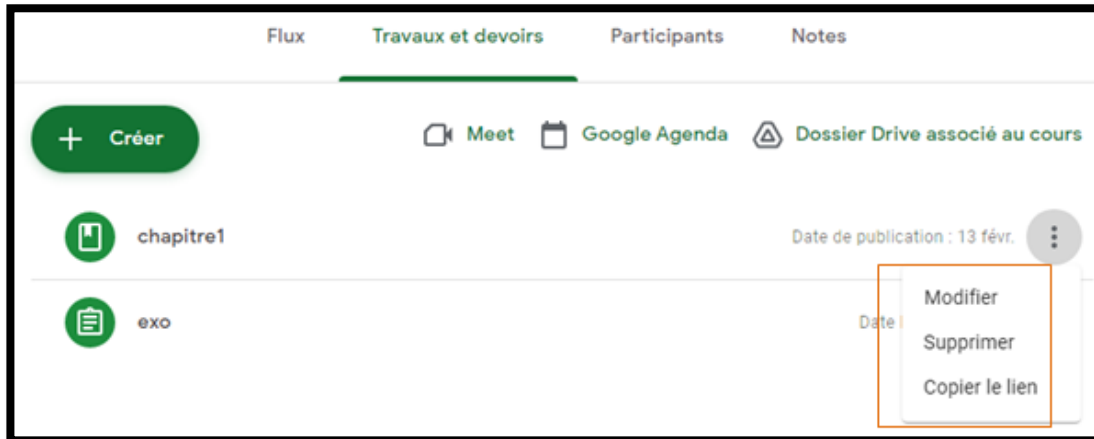 Flux Travaux et devoirs Participants Notes
Créer Meet Google Agenda Dossier Drive associé au cours
chapitre1 Date de publication : 13 févr.
Modifier
exo Date
Supprimer
Copier le lien